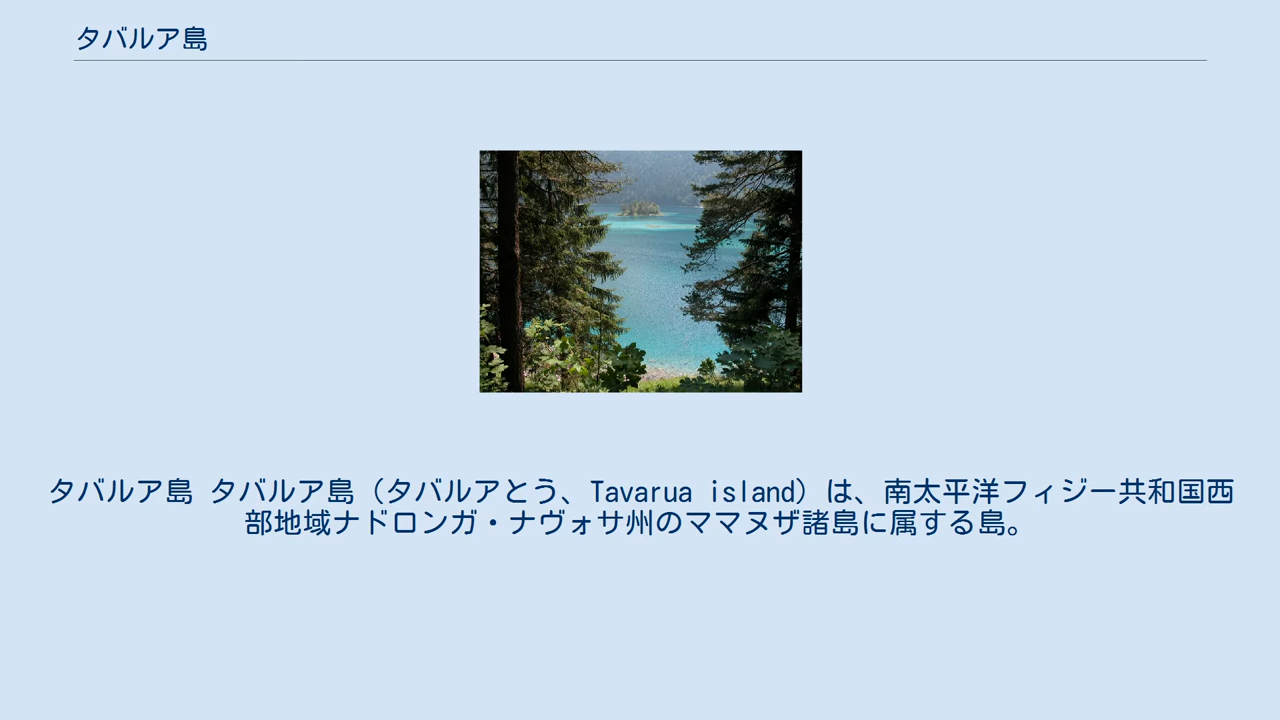 タバルア島
タバルア島 タバルア島（タバルアとう、Tavarua island）は、南太平洋フィジー共和国西
部地域ナドロンガ・ナヴォサ州のママヌザ諸島に属する島。